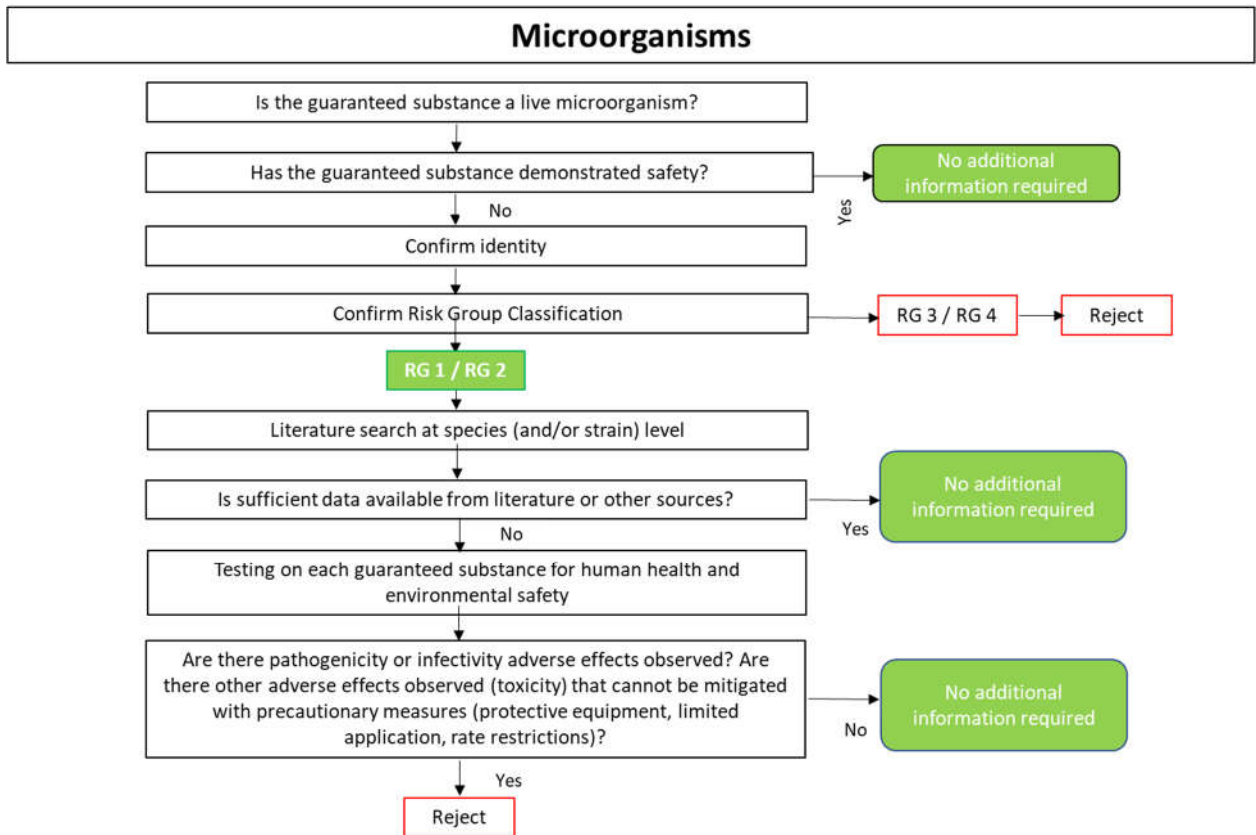 Microorganisms
Is the guaranteed substance a live microorganism?
Has the guaranteed substance demonstrated safety?
Yes
No additional
information required
No
Confirm identity
Confirm Risk Group Classification
RG 3 / RG 4
Reject
RG 1 / RG 2
Literature search at species (and/or strain) level
Is sufficient data available from literature or other sources?
Yes
No additional
information required
No
Testing on each guaranteed substance for human health and
environmental safety
Are there pathogenicity or infectivity adverse effects observed? Are
there other adverse effects observed (toxicity) that cannot be mitigated
with precautionary measures (protective equipment, limited
application, rate restrictions)?
No
No additional
information required
Yes
Reject